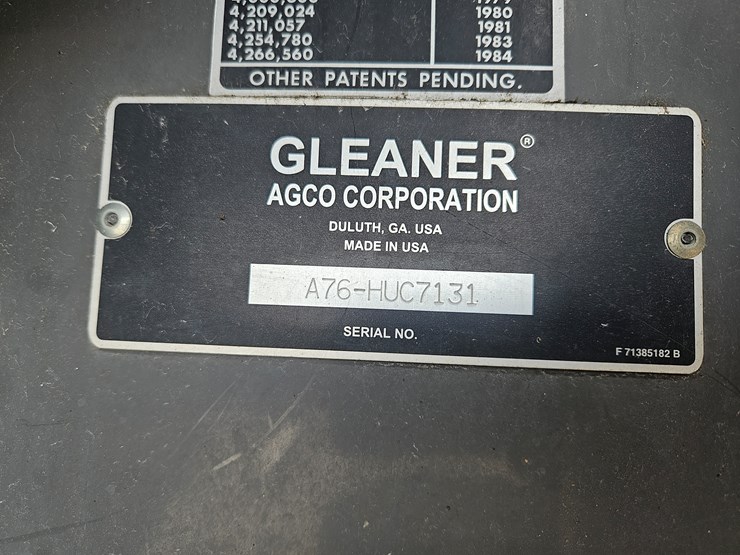 4,209,024 1980
4,211,057 1981
4,254,780 1983
4,266,560 1984
OTHER PATENTS PENDING.
GLEANER®
AGCO CORPORATION
DULUTH, GA. USA
MADE IN USA
A76-HUC7131
SERIAL NO.
F 71385182 B